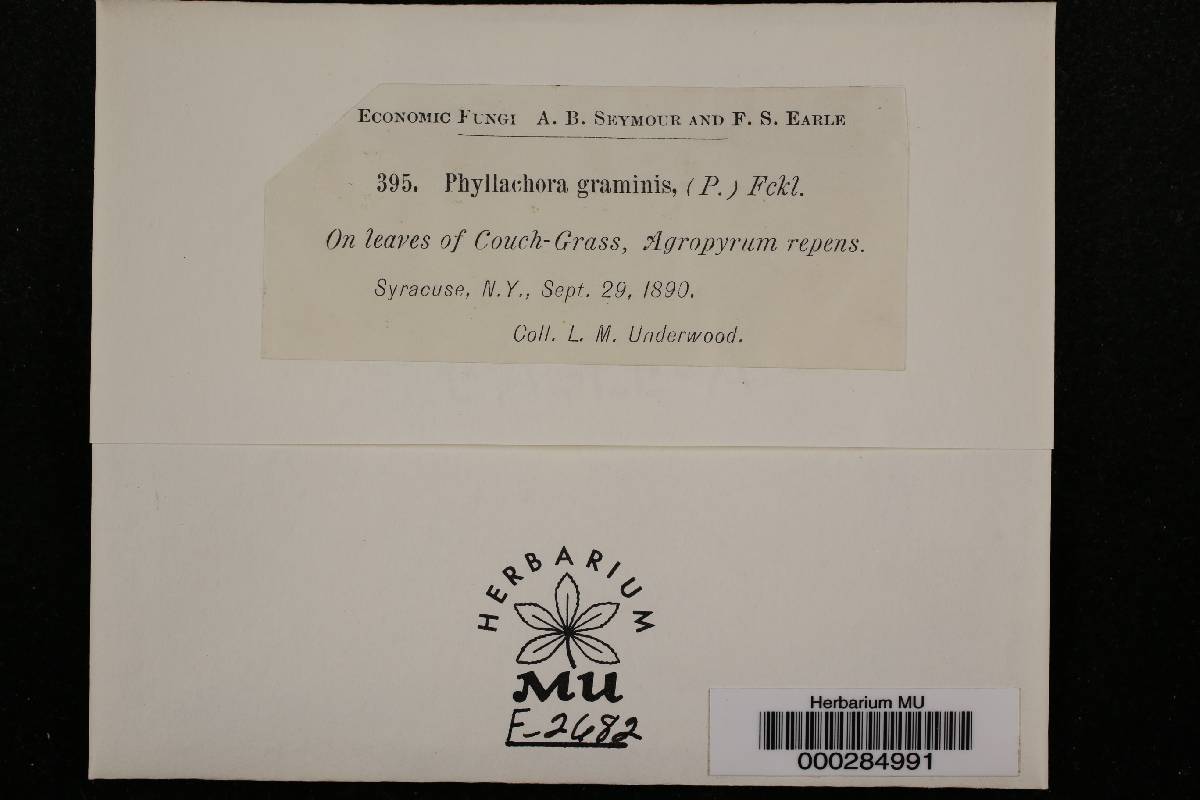 ECONOMIC FUNGI A. B. SEYMOUR AND F. S. EARLE
395. Phyllachora graminis, (P.) Fckl.
On leaves of Couch-Grass, Agropyrum repens.
Syracuse, N.Y., Sept. 29, 1890.
Coll. L. M. Underwood.
HERBARIUM
MU
F-2682
Herbarium MU
000284991